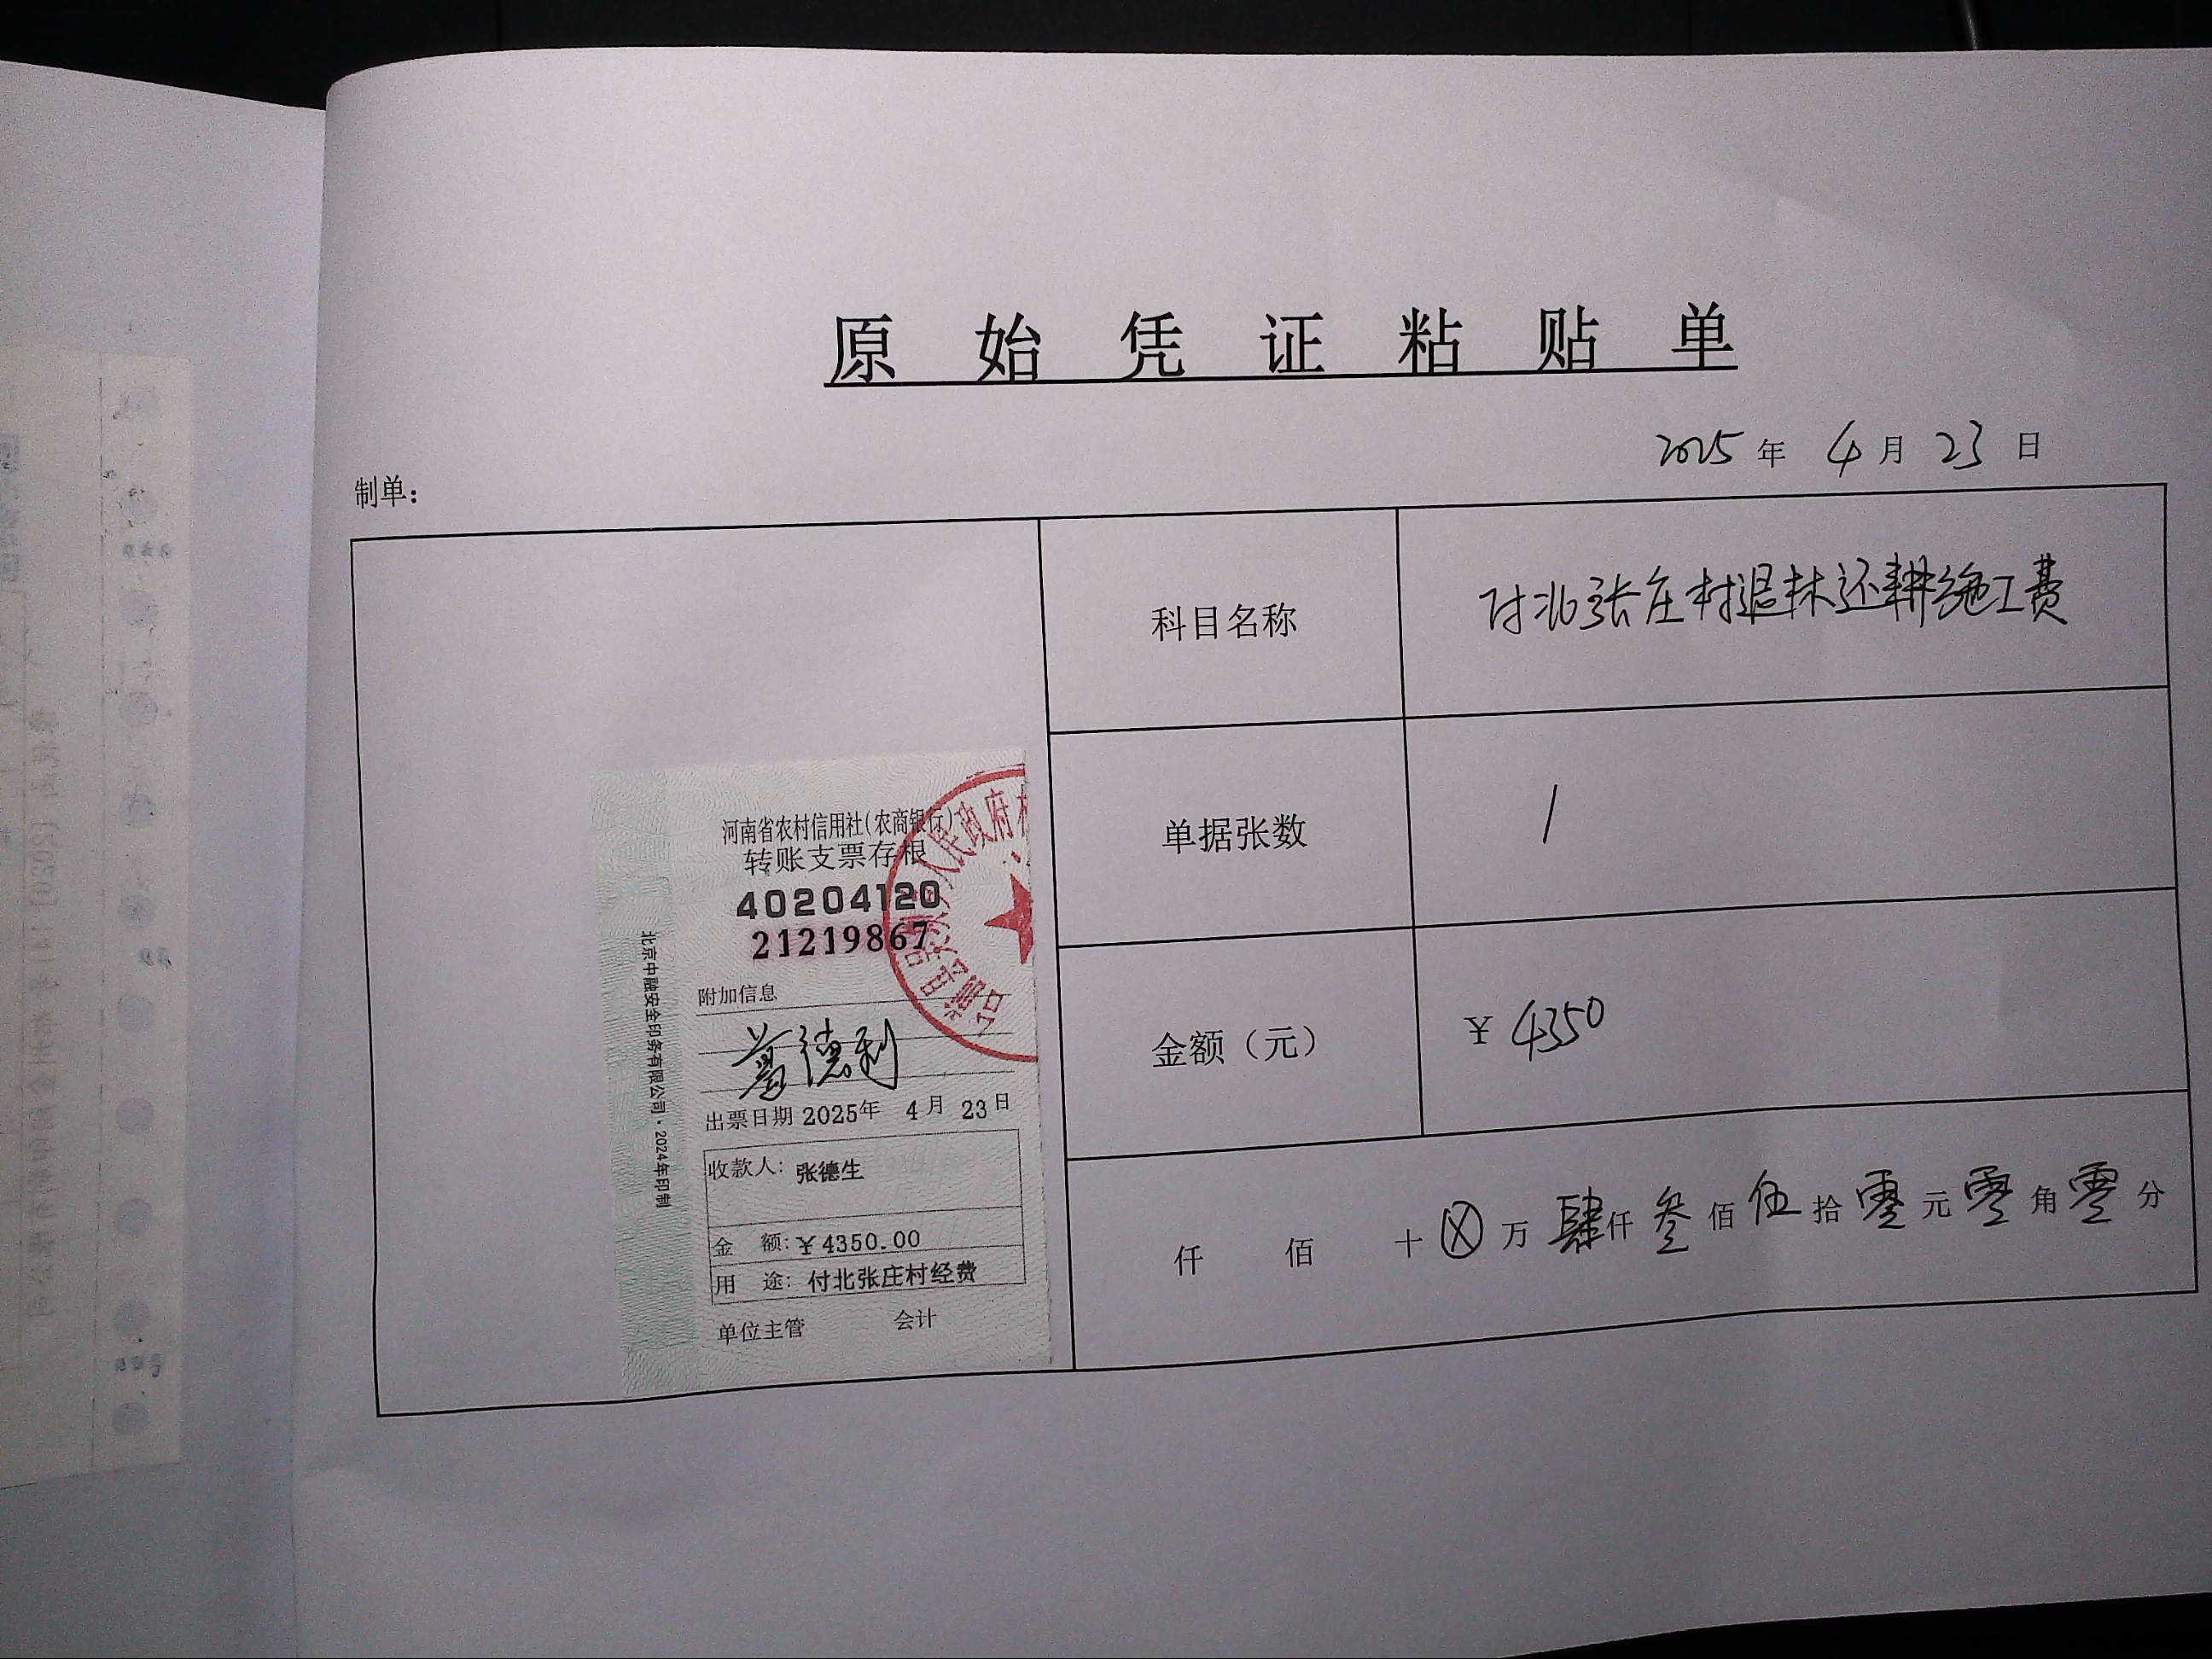 原始凭证粘贴单
2025年4月23日
制单：
科目名称 付北张庄村退林还耕施工费
单据张数 1
金额（元） ¥4350
仟 佰 十ⓧ万肆仟叁佰伍拾零元零角零分
河南省农村信用社(农商银行)
转账支票存根
40204120
21219867
附加信息
德利
出票日期 2025年 4月 23日
收款人: 张德生
金 额: ¥4350.00
用 途: 付北张庄村经费
单位主管 会计
北京中融安全印务有限公司·2024年印制
人民政府